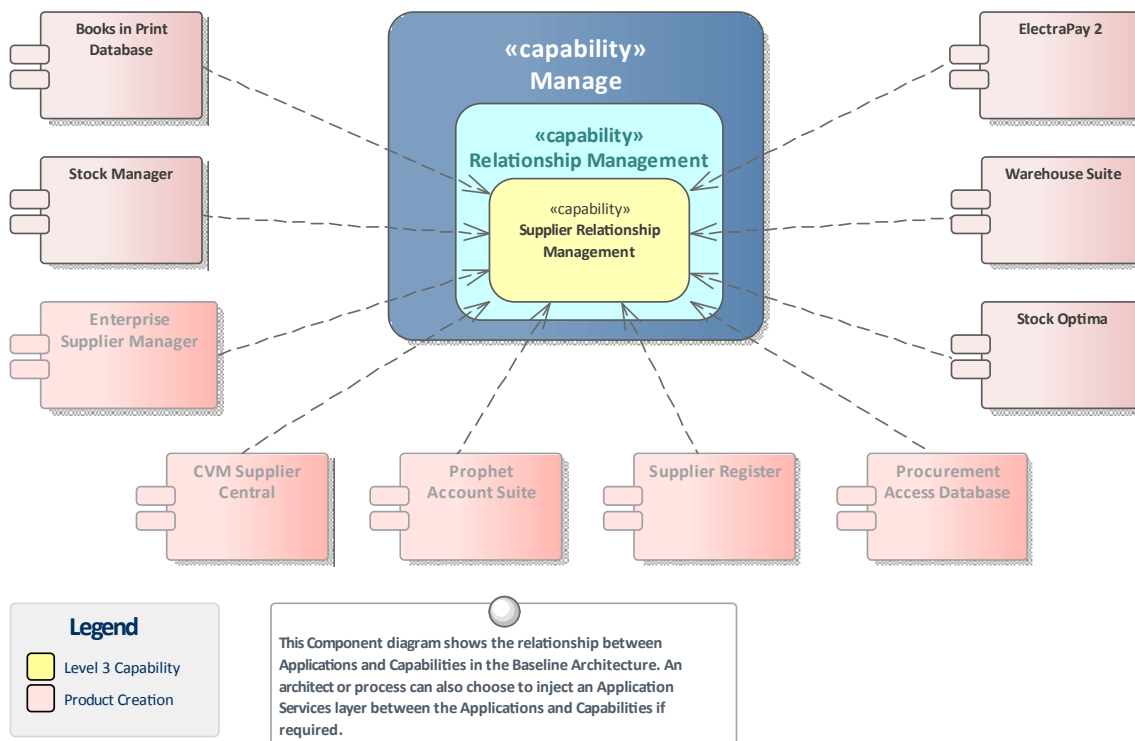 Books in Print
Database
«capability»
Manage
ElectraPay 2
«capability»
Relationship Management
Stock Manager
«capability»
Supplier Relationship
Management
Warehouse Suite
Enterprise
Supplier Manager
Stock Optima
CVM Supplier
Central
Prophet
Account Suite
Supplier Register
Procurement
Access Database
Legend
Level 3 Capability
Product Creation
This Component diagram shows the relationship between
Applications and Capabilities in the Baseline Architecture. An
architect or process can also choose to inject an Application
Services layer between the Applications and Capabilities if
required.